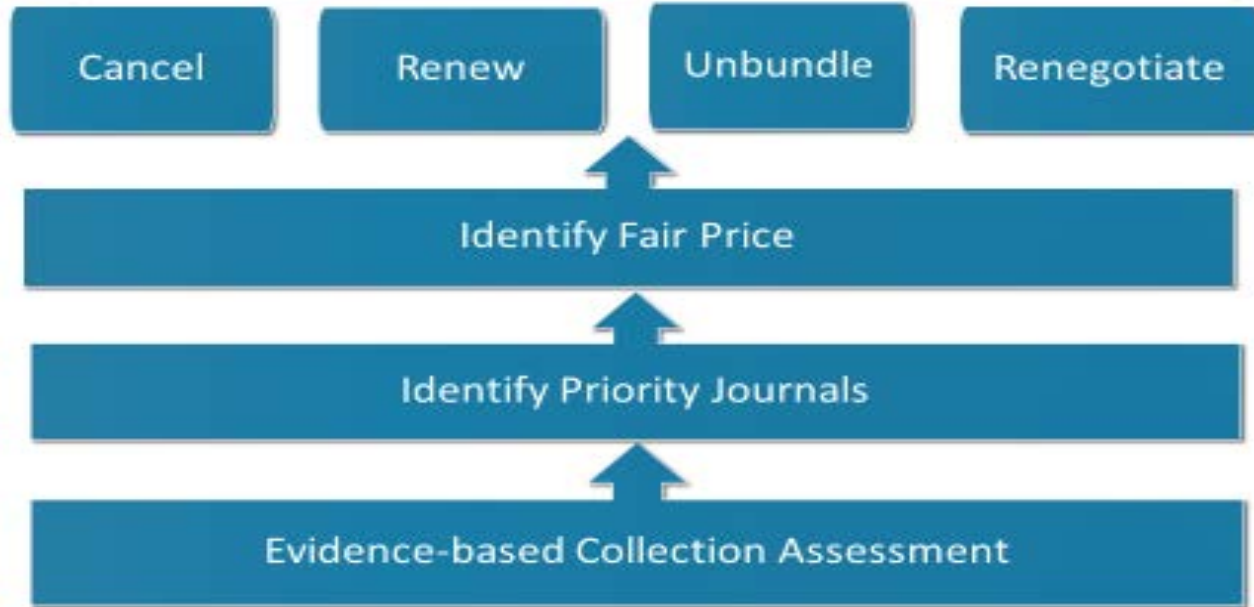 Cancel
Renew
Unbundle
Renegotiate
Identify Fair Price
Identify Priority Journals
Evidence-based Collection Assessment